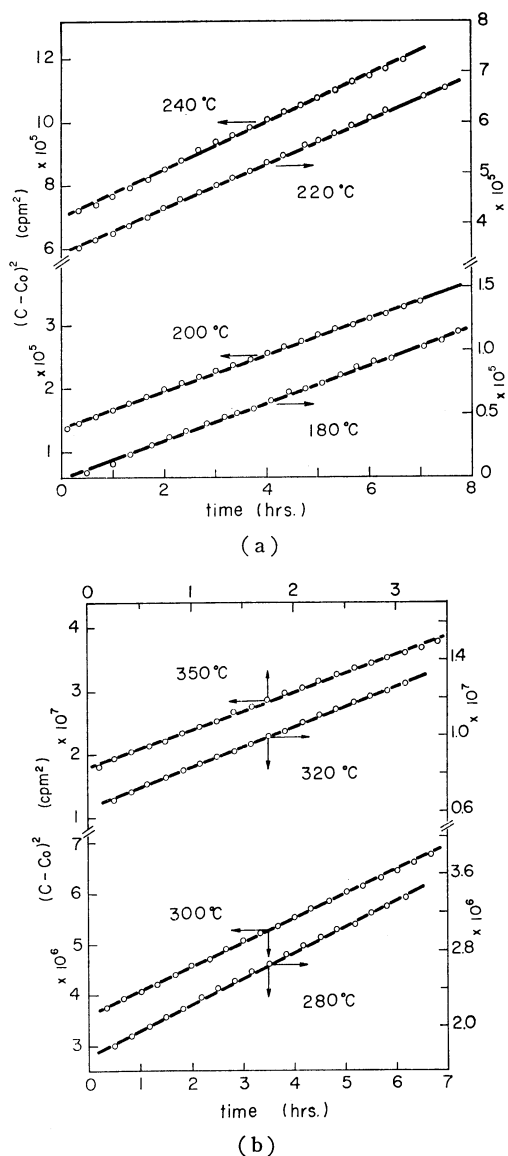 12
10
8
6
× 10⁵
(cpm²)
240 °C
220 °C
8
7
6
5
4
× 10⁵
(C - Co)²
3
2
1
× 10⁵
200 °C
180 °C
1.5
1.0
0.5
0
× 10⁵
0 2 4 6 8
time (hrs.)
(a)
0 1 2 3
4
3
2
1
× 10⁷
(cpm²)
350 °C
320 °C
1.4
1.0
0.6
× 10⁷
(C - Co)²
7
6
5
4
3
× 10⁶
300°C
280 °C
3.6
2.8
2.0
× 10⁶
0 1 2 3 4 5 6 7
time (hrs.)
(b)